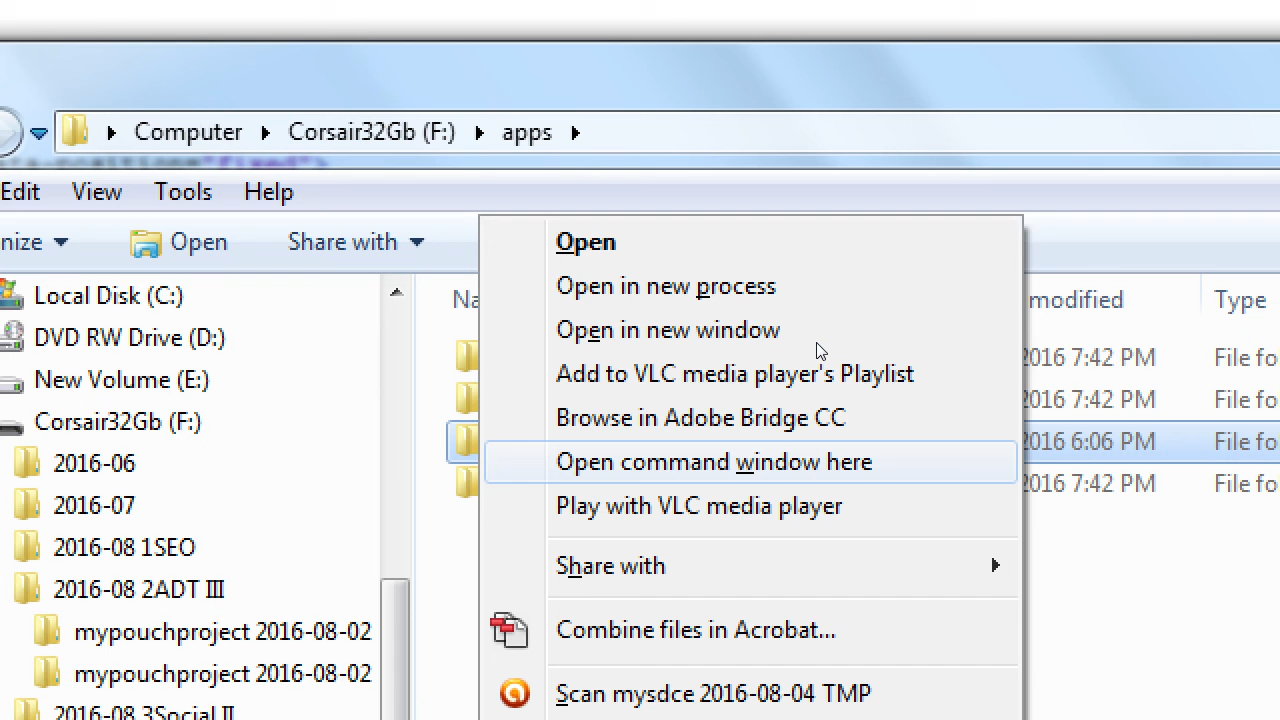 Computer Corsair32Gb (F:) apps
Edit View Tools Help
nize Open Share with
Local Disk (C:)
DVD RW Drive (D:)
New Volume (E:)
Corsair32Gb (F:)
2016-06
2016-07
2016-08 1SEO
2016-08 2ADT III
mypouchproject 2016-08-02
mypouchproject 2016-08-02
2016-08 3Social II
Na
Open
Open in new process
Open in new window
Add to VLC media player's Playlist
Browse in Adobe Bridge CC
Open command window here
Play with VLC media player
Share with
Combine files in Acrobat...
Scan mysdce 2016-08-04 TMP
modified Type
2016 7:42 PM File fo
2016 7:42 PM File fo
2016 6:06 PM File fo
2016 7:42 PM File fo